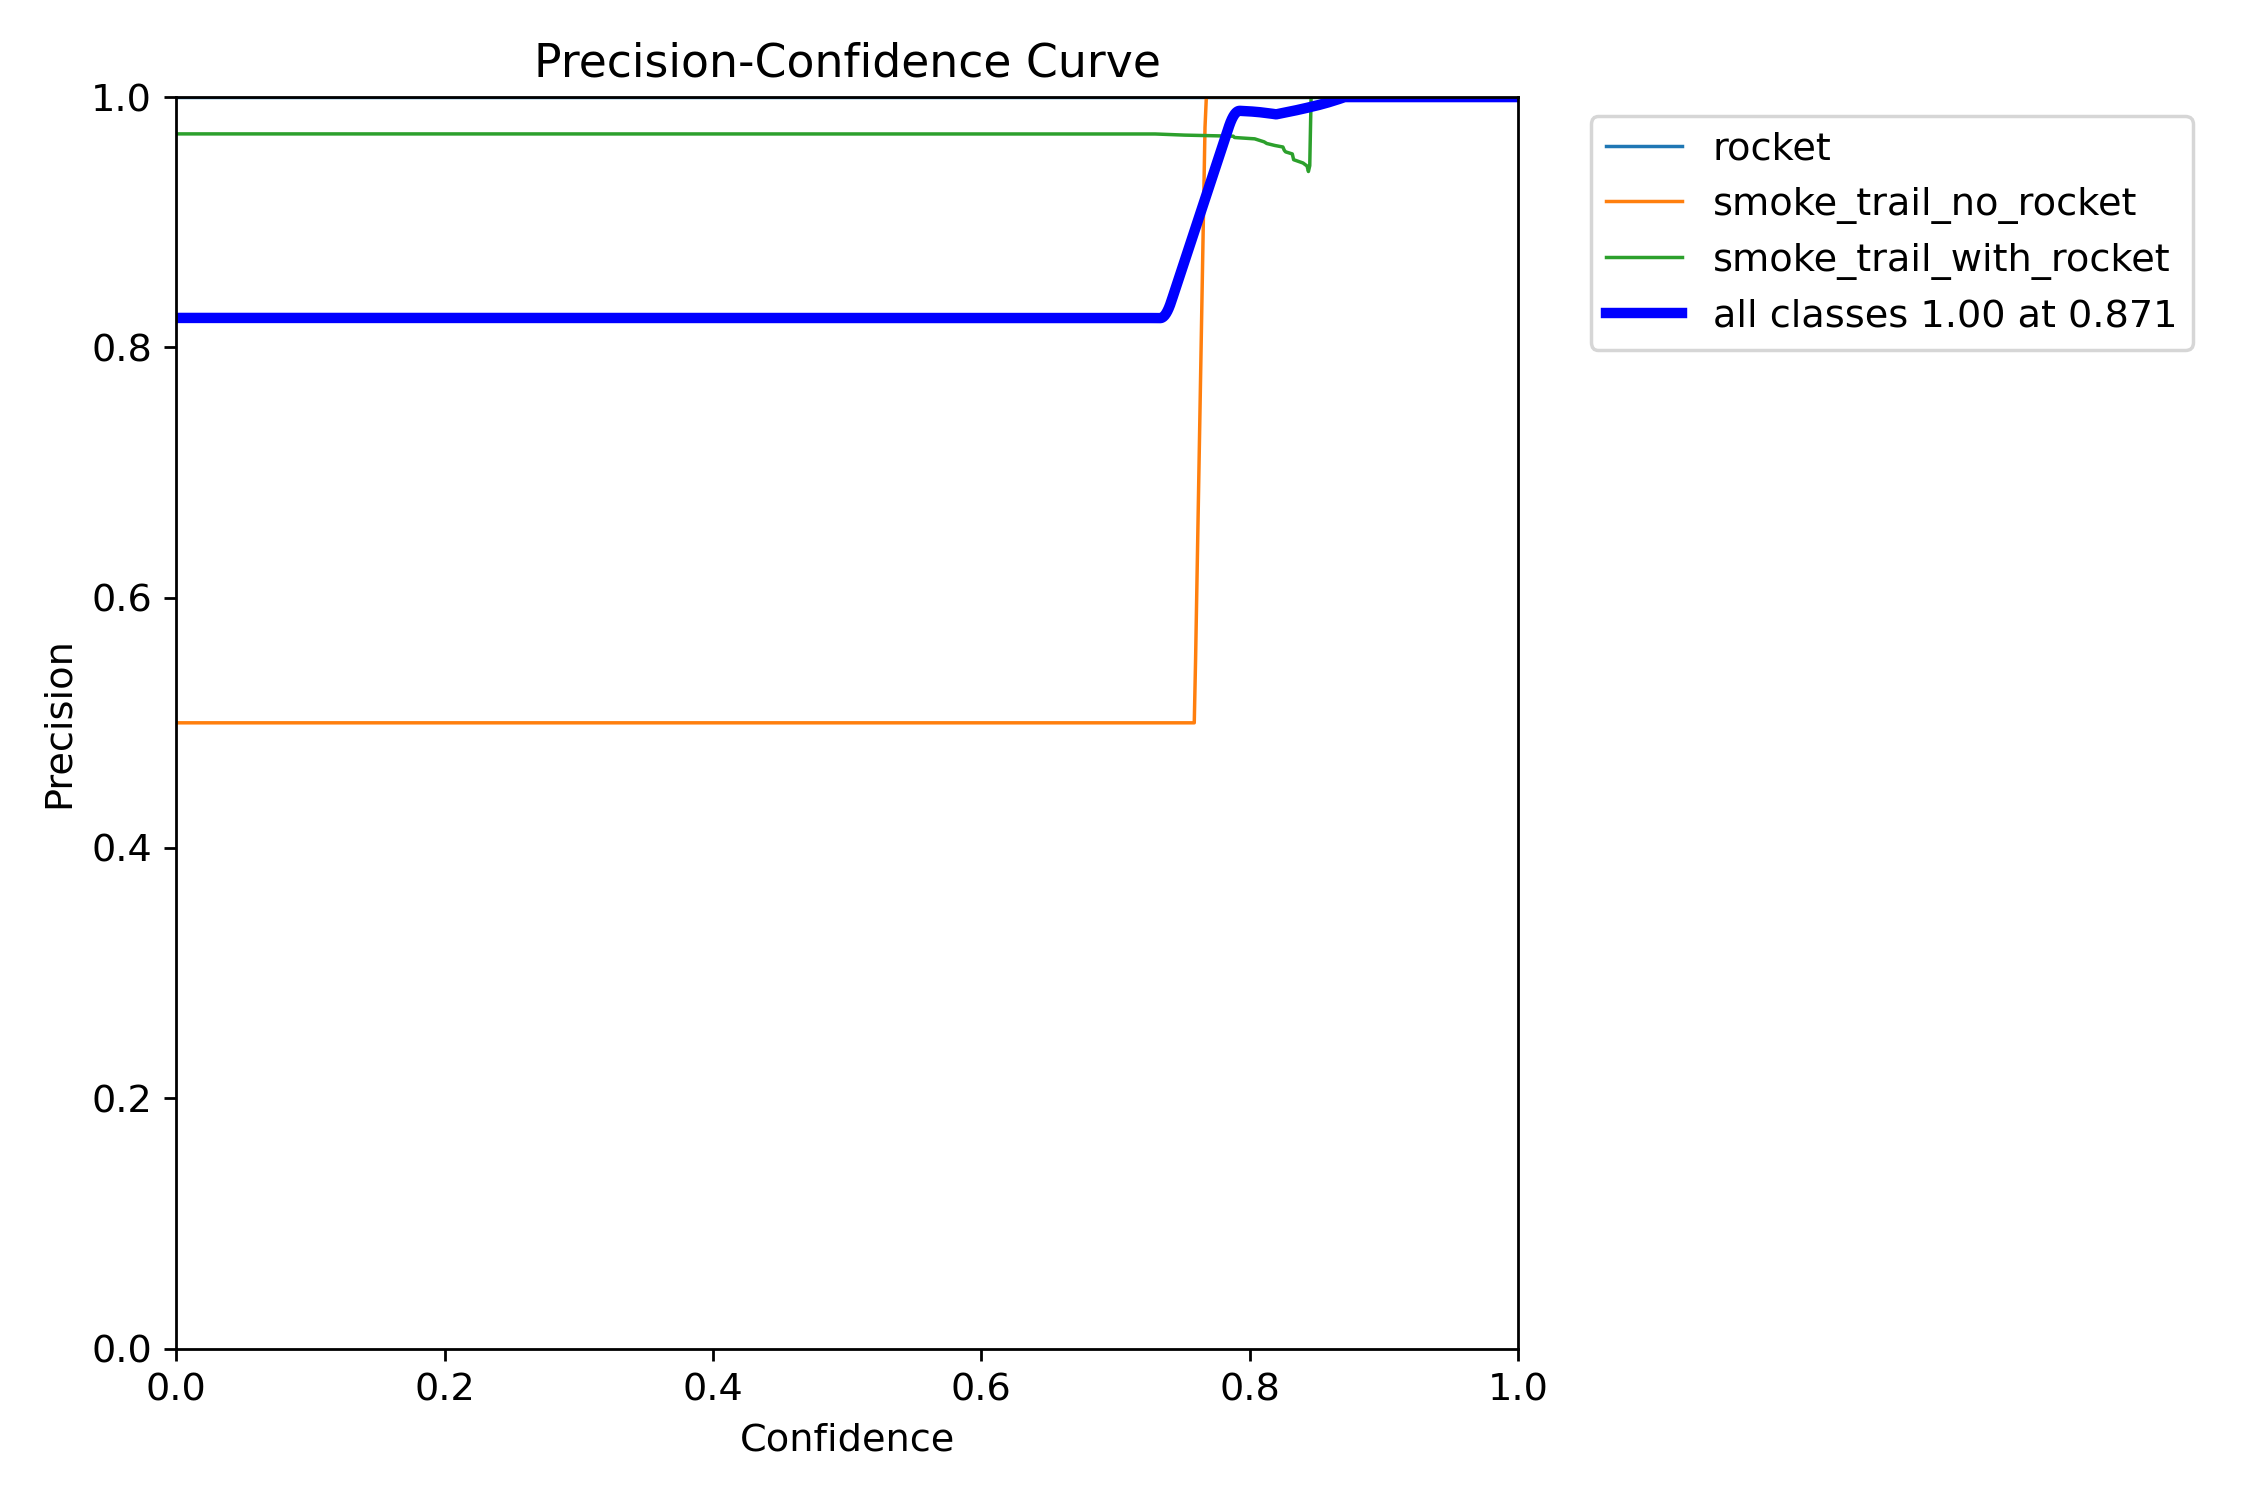 Precision-Confidence Curve
1.0
0.8
0.6
0.4
0.2
0.0
Precision
0.0 0.2 0.4 0.6 0.8 1.0
Confidence
rocket
smoke_trail_no_rocket
smoke_trail_with_rocket
all classes 1.00 at 0.871